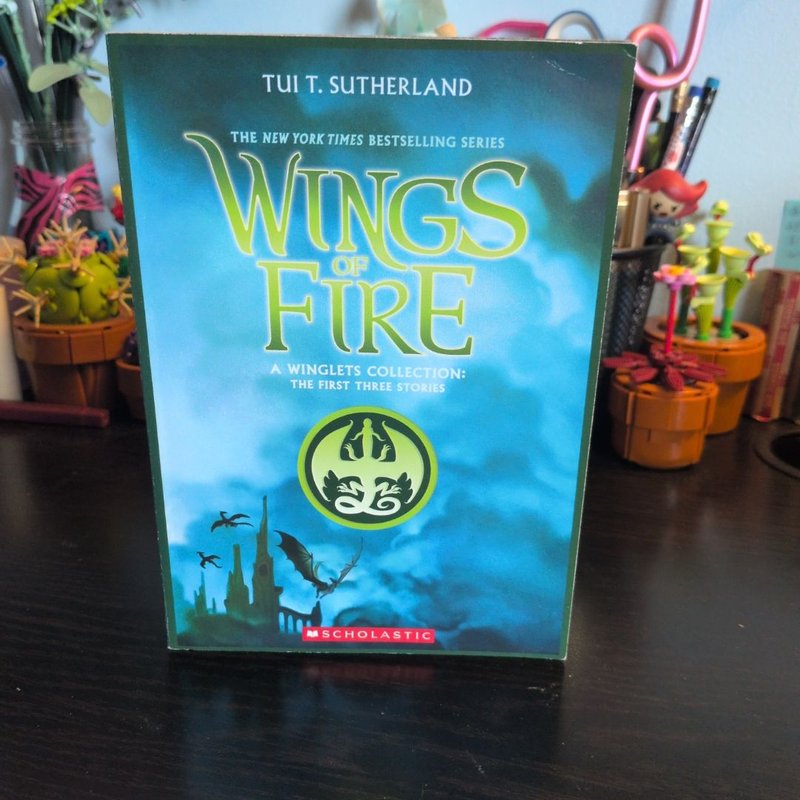 TUI T. SUTHERLAND
THE NEW YORK TIMES BESTSELLING SERIES
WINGS
OF
FIRE
A WINGLETS COLLECTION:
THE FIRST THREE STORIES
SCHOLASTIC